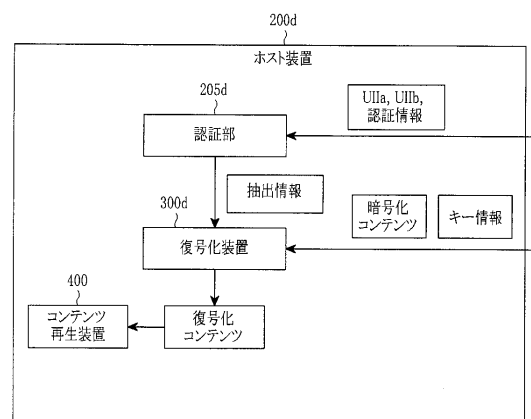 200d
ホスト装置
205d
認証部
UIIa, UIIb,
認証情報
抽出情報
300d
復号化装置
暗号化
コンテンツ
キー情報
400
コンテンツ
再生装置
復号化
コンテンツ